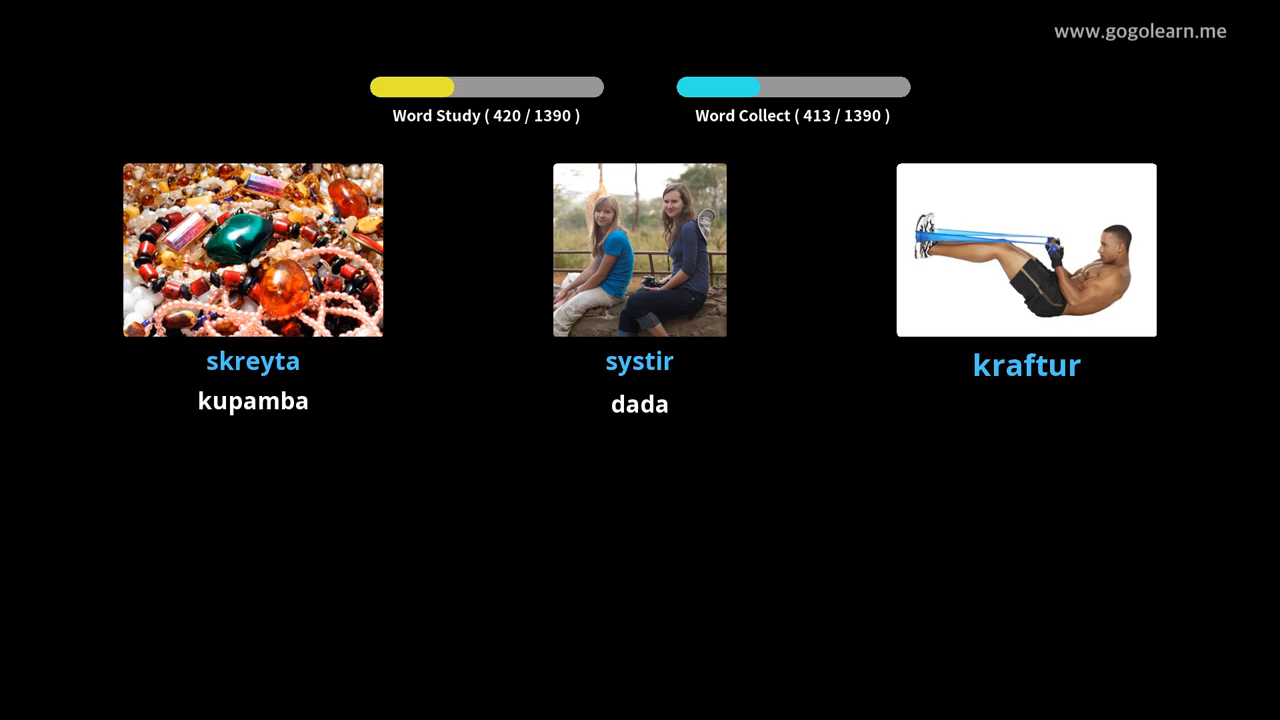 www.gogolearn.me
Word Study ( 420 / 1390 )
Word Collect ( 413 / 1390 )
skreyta
kupamba
systir
dada
kraftur